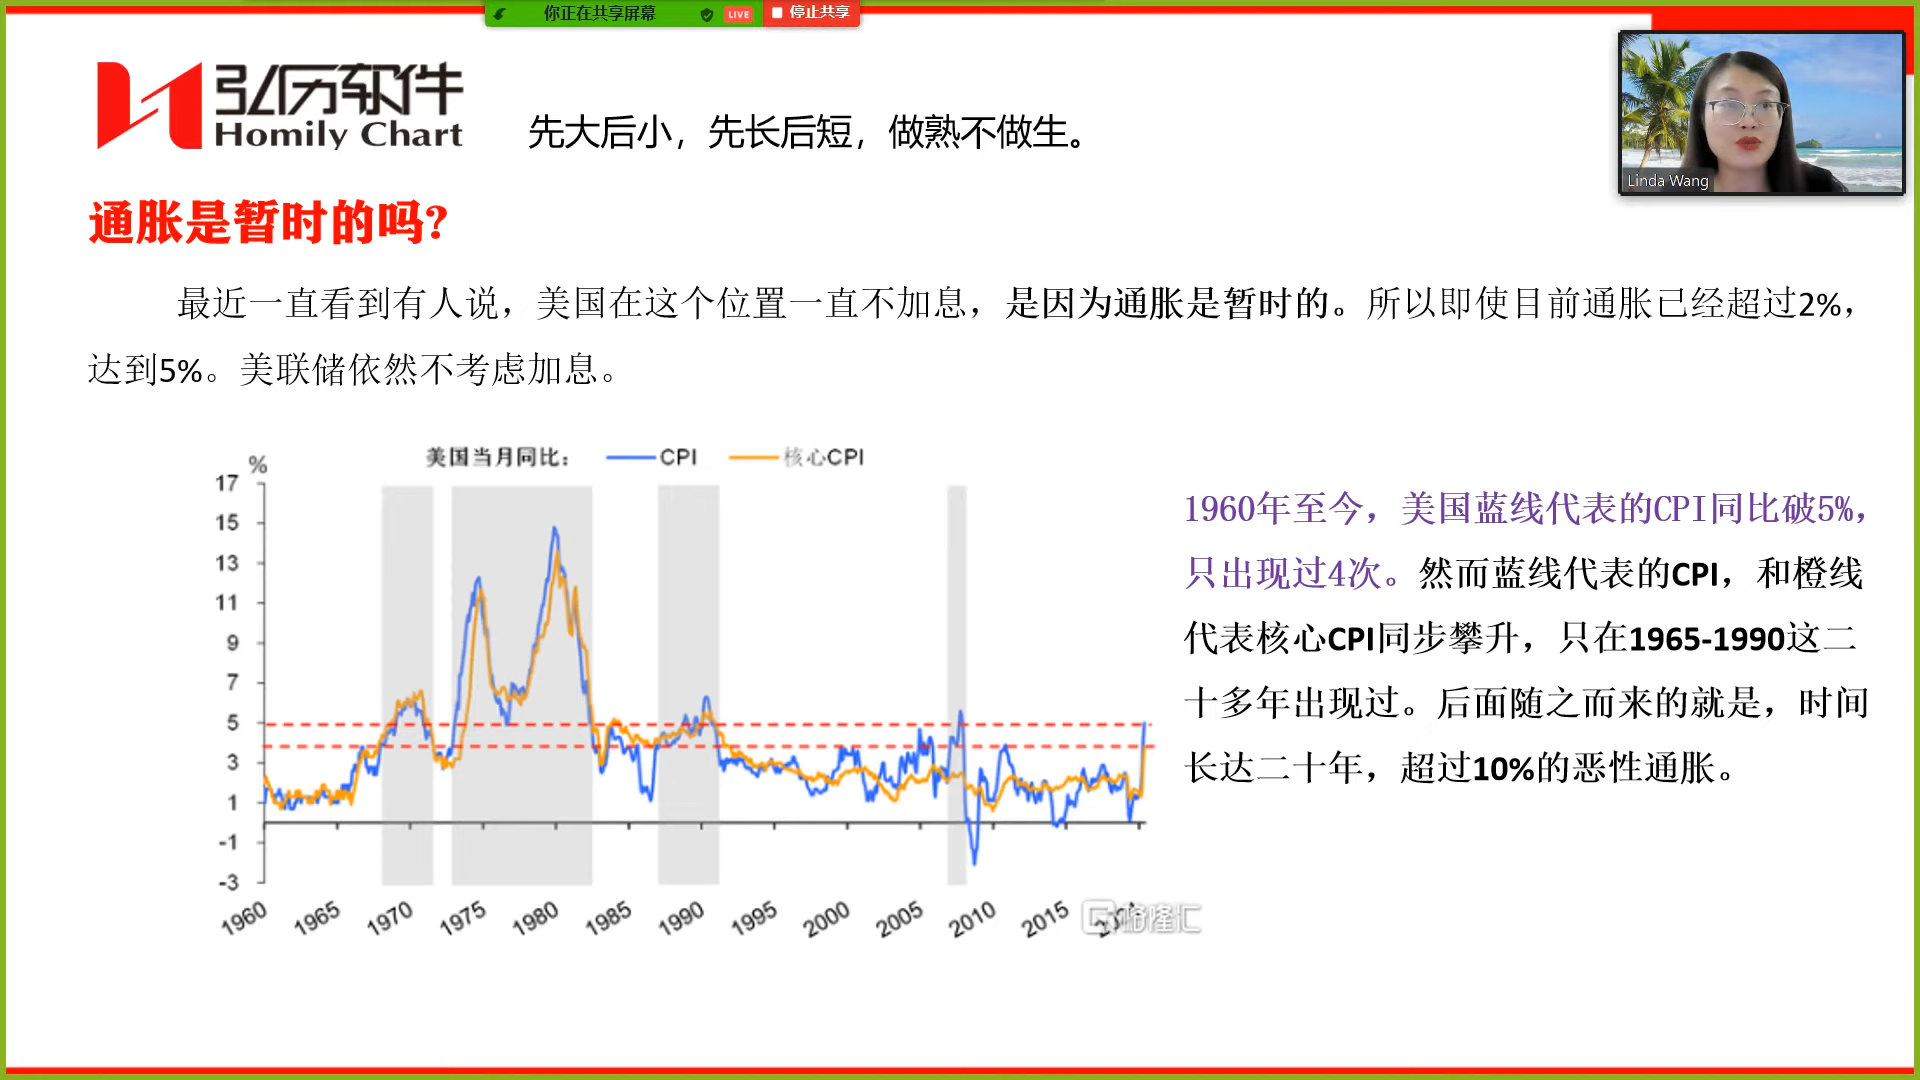 你正在共享屏幕
LIVE
停止共享
弘历软件
Homily Chart
先大后小，先长后短，做熟不做生。
Linda Wang
通胀是暂时的吗?
最近一直看到有人说，美国在这个位置一直不加息，是因为通胀是暂时的。所以即使目前通胀已经超过2%，
达到5%。美联储依然不考虑加息。
美国当月同比： CPI 核心CPI
%
17
15
13
11
9
7
5
3
1
-1
-3
1960 1965 1970 1975 1980 1985 1990 1995 2000 2005 2010 2015
格隆汇
1960年至今，美国蓝线代表的CPI同比破5%，
只出现过4次。然而蓝线代表的CPI，和橙线
代表核心CPI同步攀升，只在1965-1990这二
十多年出现过。后面随之而来的就是，时间
长达二十年，超过10%的恶性通胀。